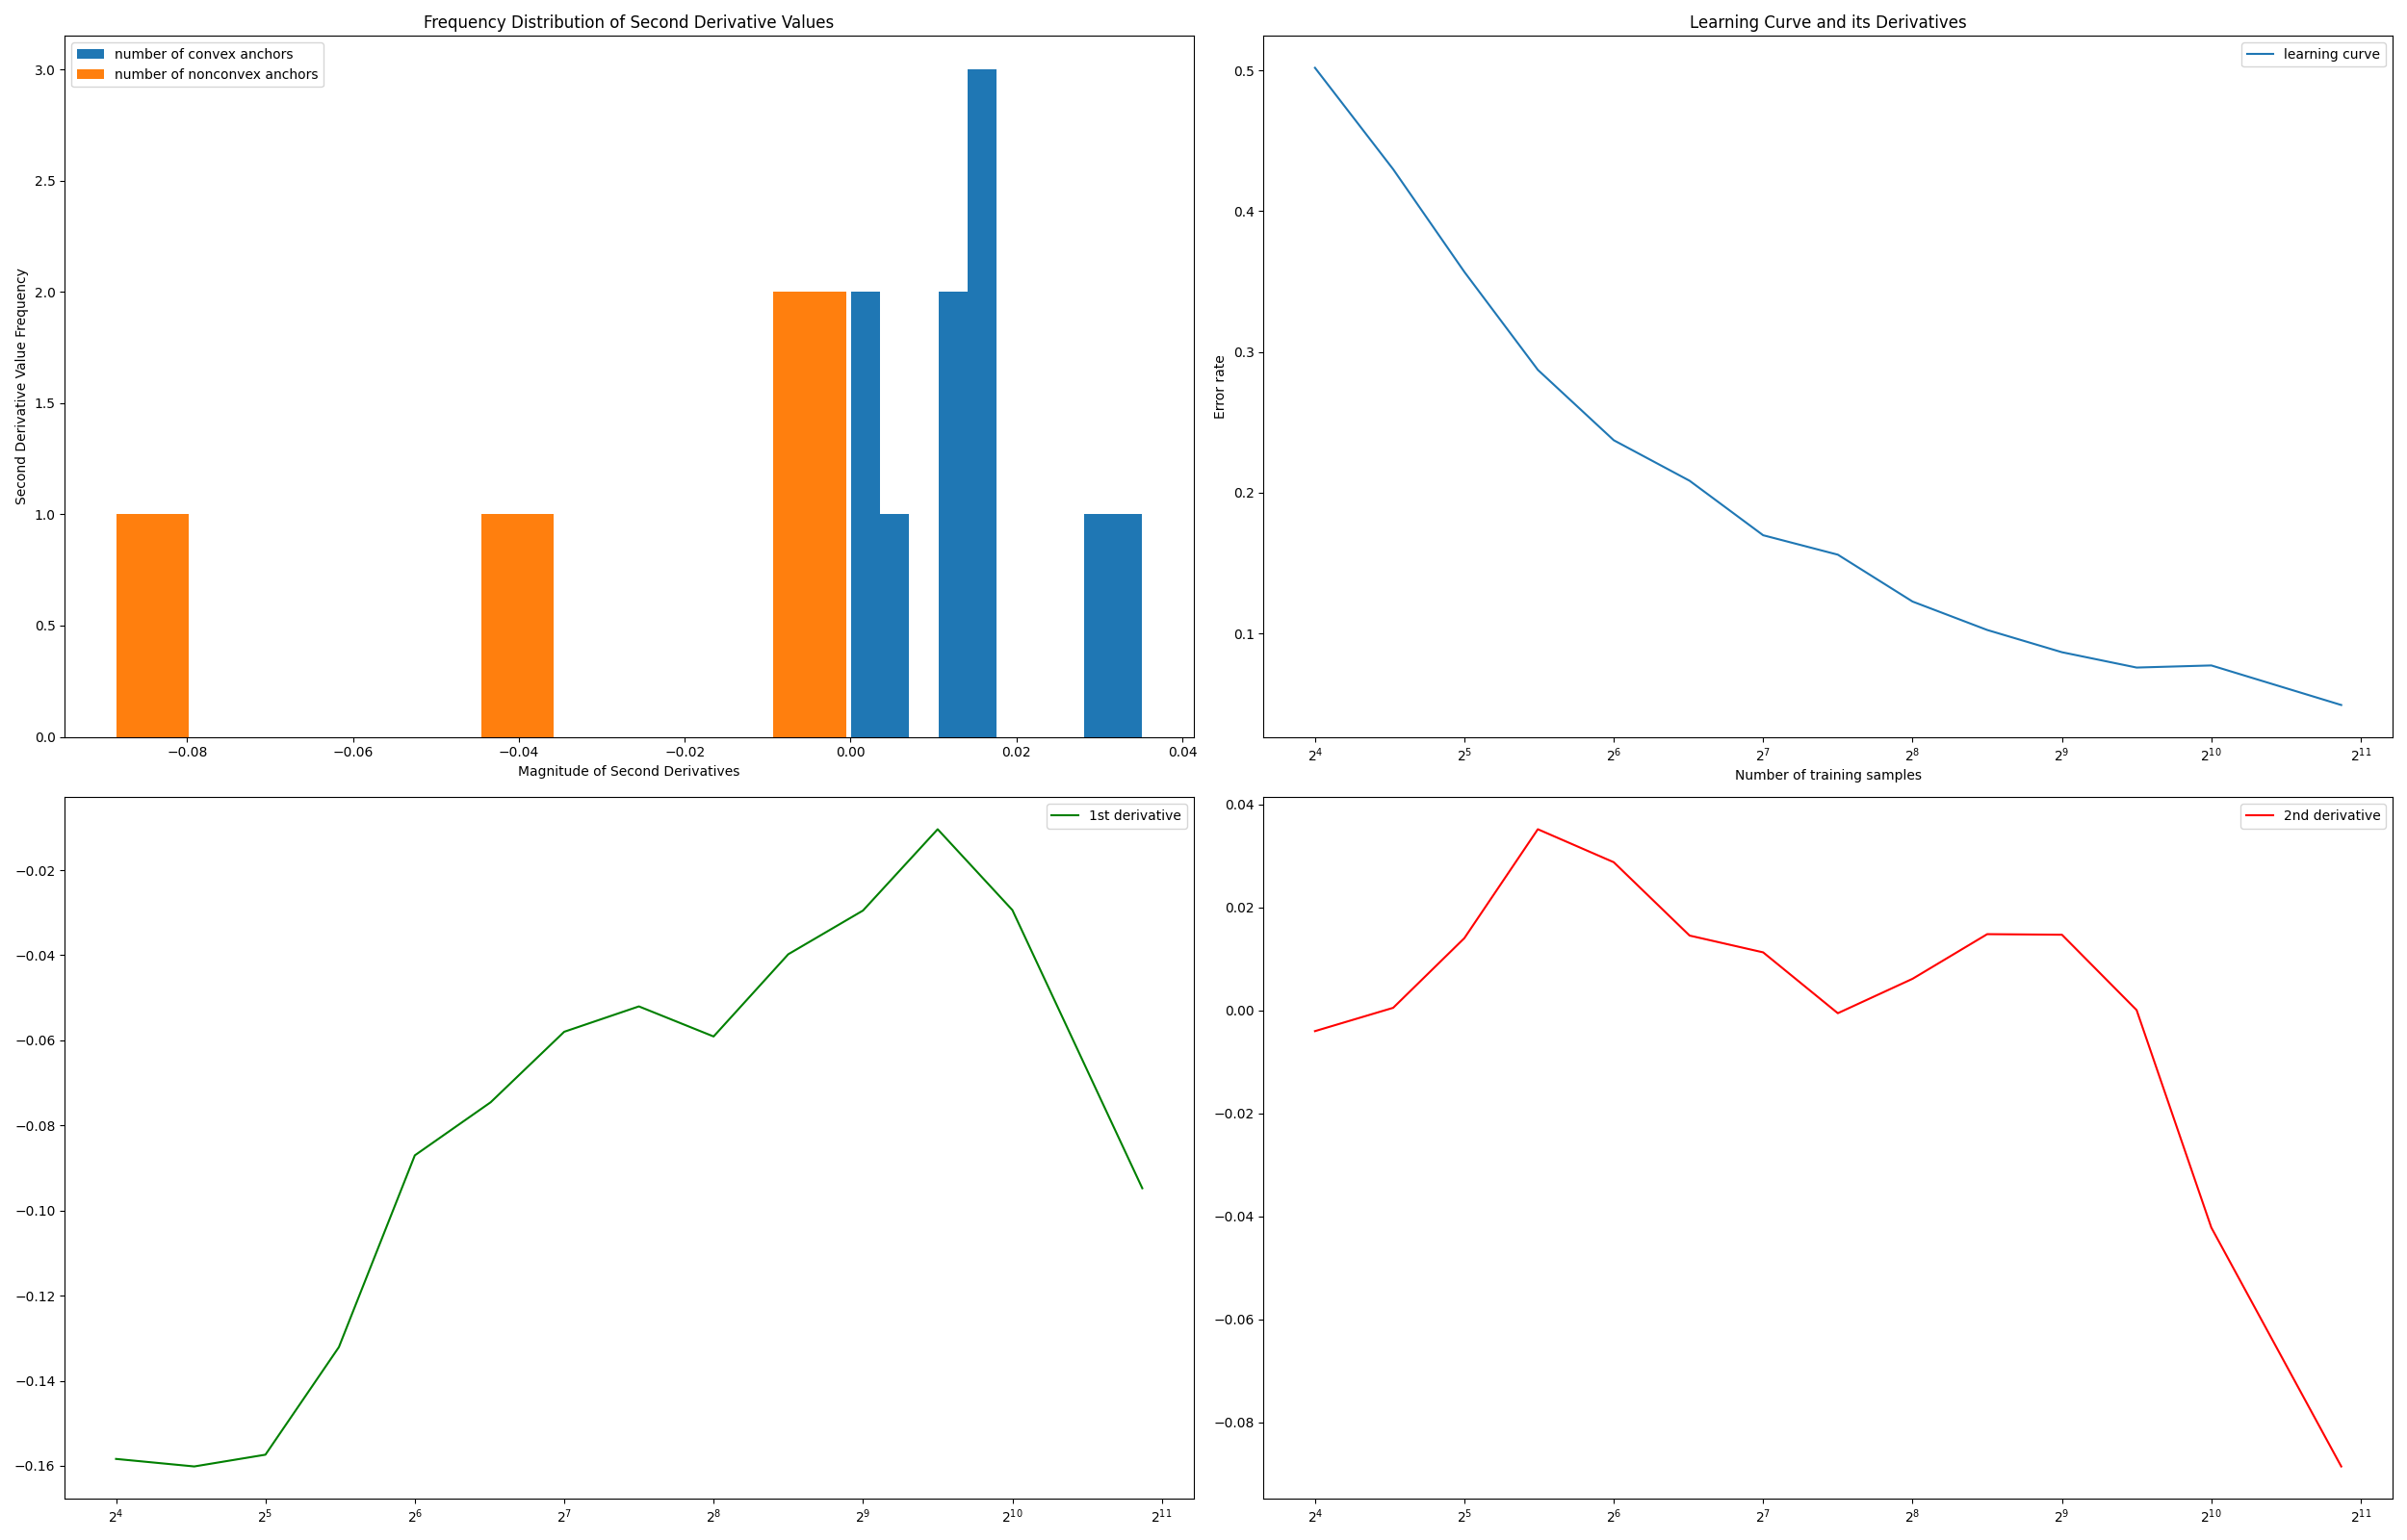 Frequency Distribution of Second Derivative Values
number of convex anchors
number of nonconvex anchors
Second Derivative Value Frequency
3.0
2.5
2.0
1.5
1.0
0.5
0.0
−0.08 −0.06 −0.04 −0.02 0.00 0.02 0.04
Magnitude of Second Derivatives
Learning Curve and its Derivatives
learning curve
Error rate
0.5
0.4
0.3
0.2
0.1
2⁴ 2⁵ 2⁶ 2⁷ 2⁸ 2⁹ 2¹⁰ 2¹¹
Number of training samples
1st derivative
−0.02
−0.04
−0.06
−0.08
−0.10
−0.12
−0.14
−0.16
2⁴ 2⁵ 2⁶ 2⁷ 2⁸ 2⁹ 2¹⁰ 2¹¹
2nd derivative
0.04
0.02
0.00
−0.02
−0.04
−0.06
−0.08
2⁴ 2⁵ 2⁶ 2⁷ 2⁸ 2⁹ 2¹⁰ 2¹¹